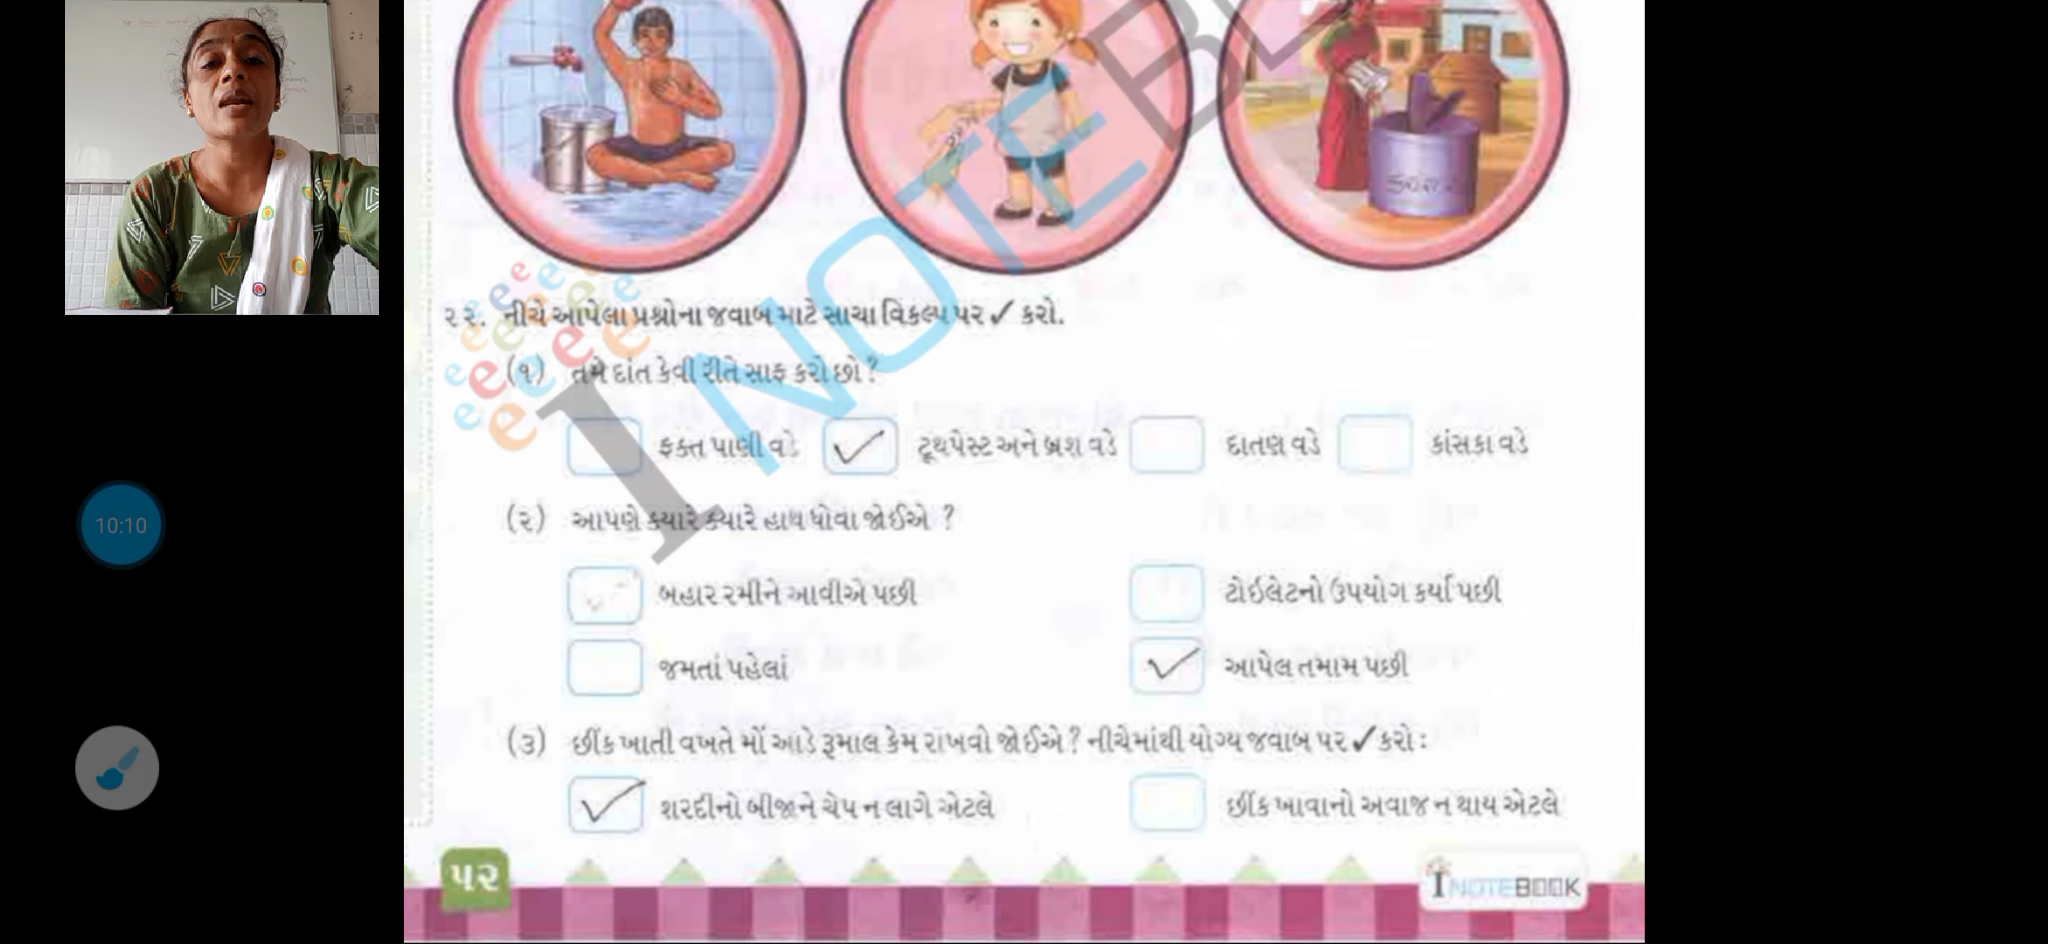 ૨૨. નીચે આપેલા પ્રશ્નોના જવાબ માટે સાચા વિકલ્પ પર ✓ કરો.
(૧) તમે દાંત કેવી રીતે સાફ કરો છો ?
ફક્ત પાણી વડે ✓ ટૂથપેસ્ટ અને બ્રશ વડે દાતણ વડે કાંસકા વડે
(૨) આપણે ક્યારે ક્યારે હાથ ધોવા જોઈએ ?
બહાર રમીને આવીએ પછી ટોઈલેટનો ઉપયોગ કર્યા પછી
જમતાં પહેલાં ✓ આપેલ તમામ પછી
(૩) છીંક ખાતી વખતે મોં આડે રૂમાલ કેમ રાખવો જોઈએ ? નીચેમાંથી યોગ્ય જવાબ પર ✓ કરો :
✓ શરદીનો બીજાને ચેપ ન લાગે એટલે છીંક ખાવાનો અવાજ ન થાય એટલે
૫૨
INOTEBOOK
10:10